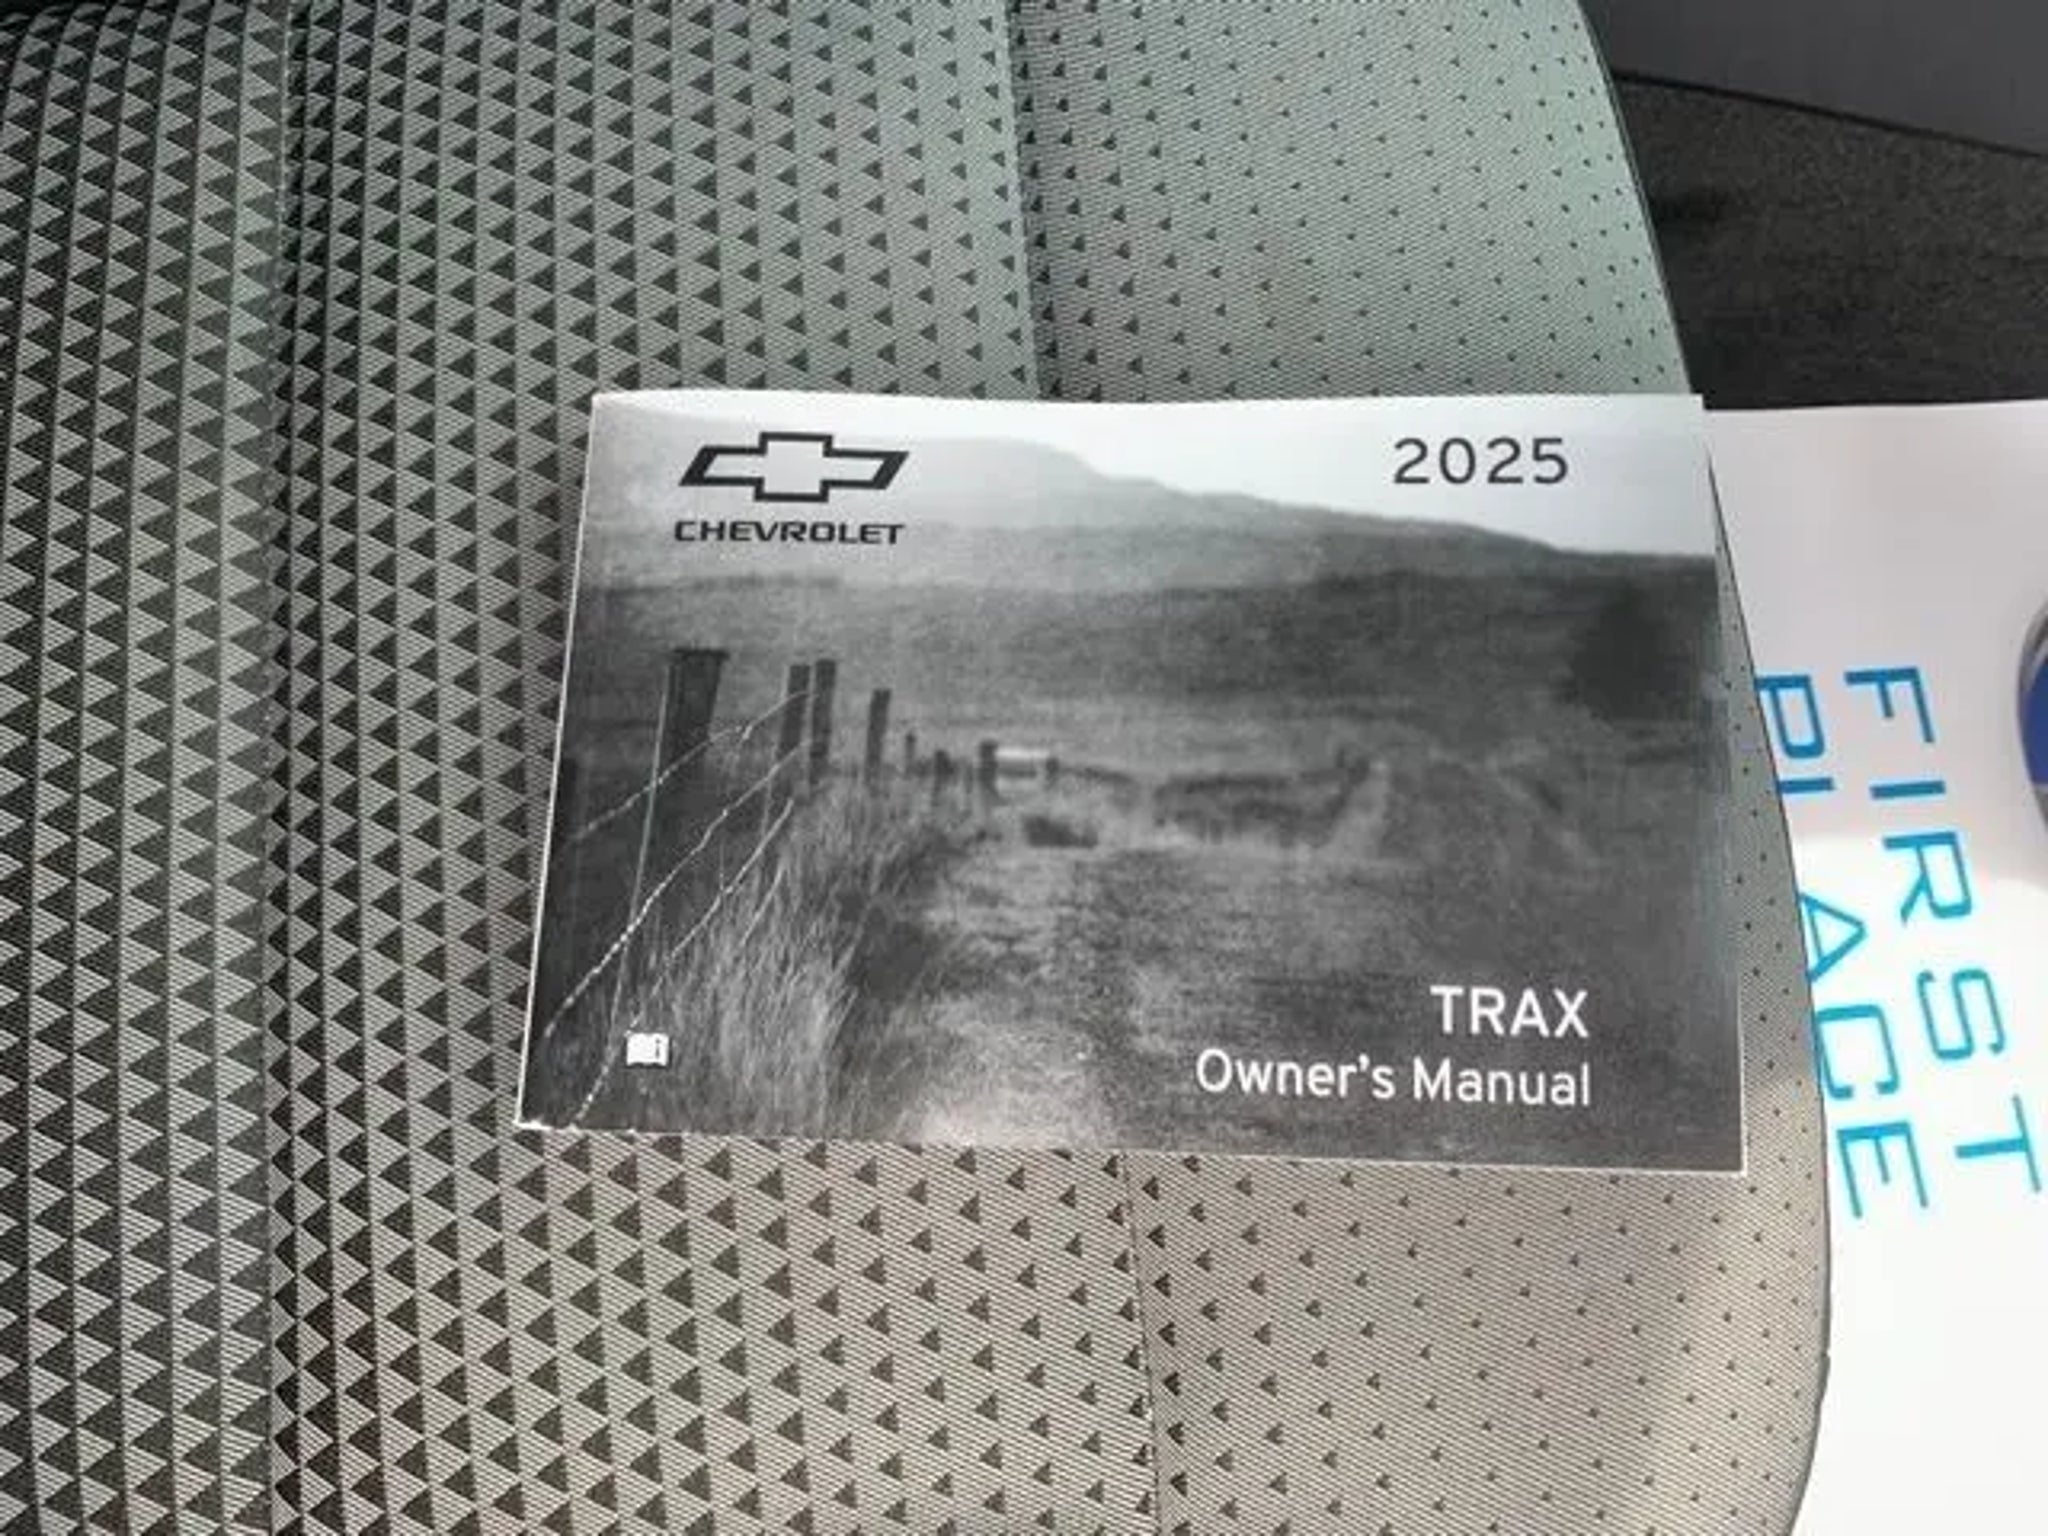 CHEVROLET
2025
TRAX
Owner's Manual
FIRST
PLACE